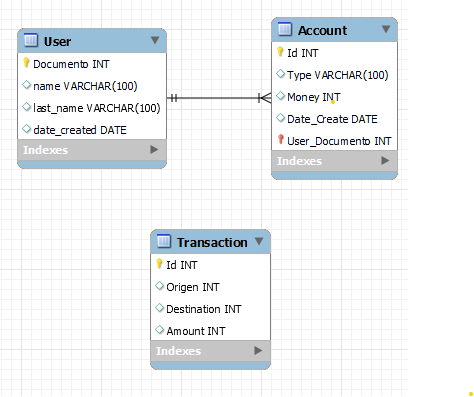 User
Documento INT
name VARCHAR(100)
last_name VARCHAR(100)
date_created DATE
Indexes
Account
Id INT
Type VARCHAR(100)
Money INT
Date_Create DATE
User_Documento INT
Indexes
Transaction
Id INT
Origen INT
Destination INT
Amount INT
Indexes